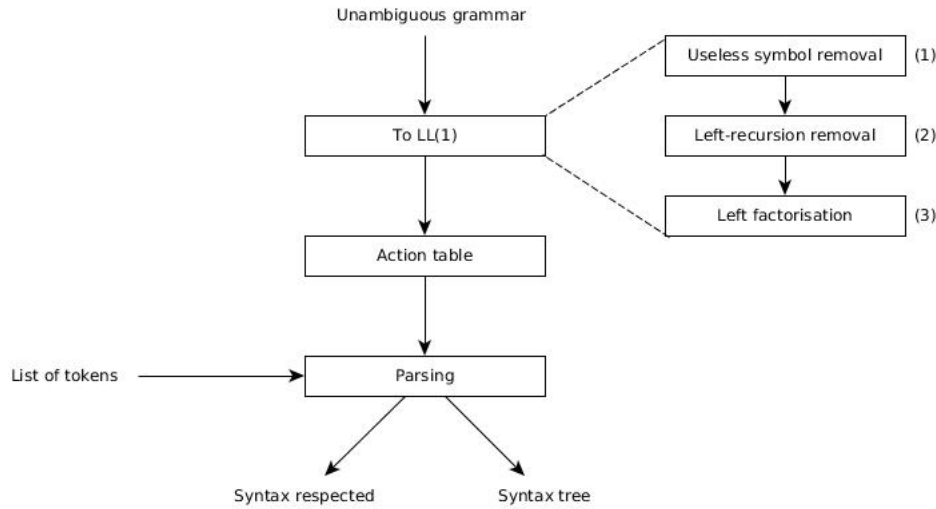 Unambiguous grammar
Useless symbol removal (1)
To LL(1)
Left-recursion removal (2)
Left factorisation (3)
Action table
List of tokens
Parsing
Syntax respected
Syntax tree